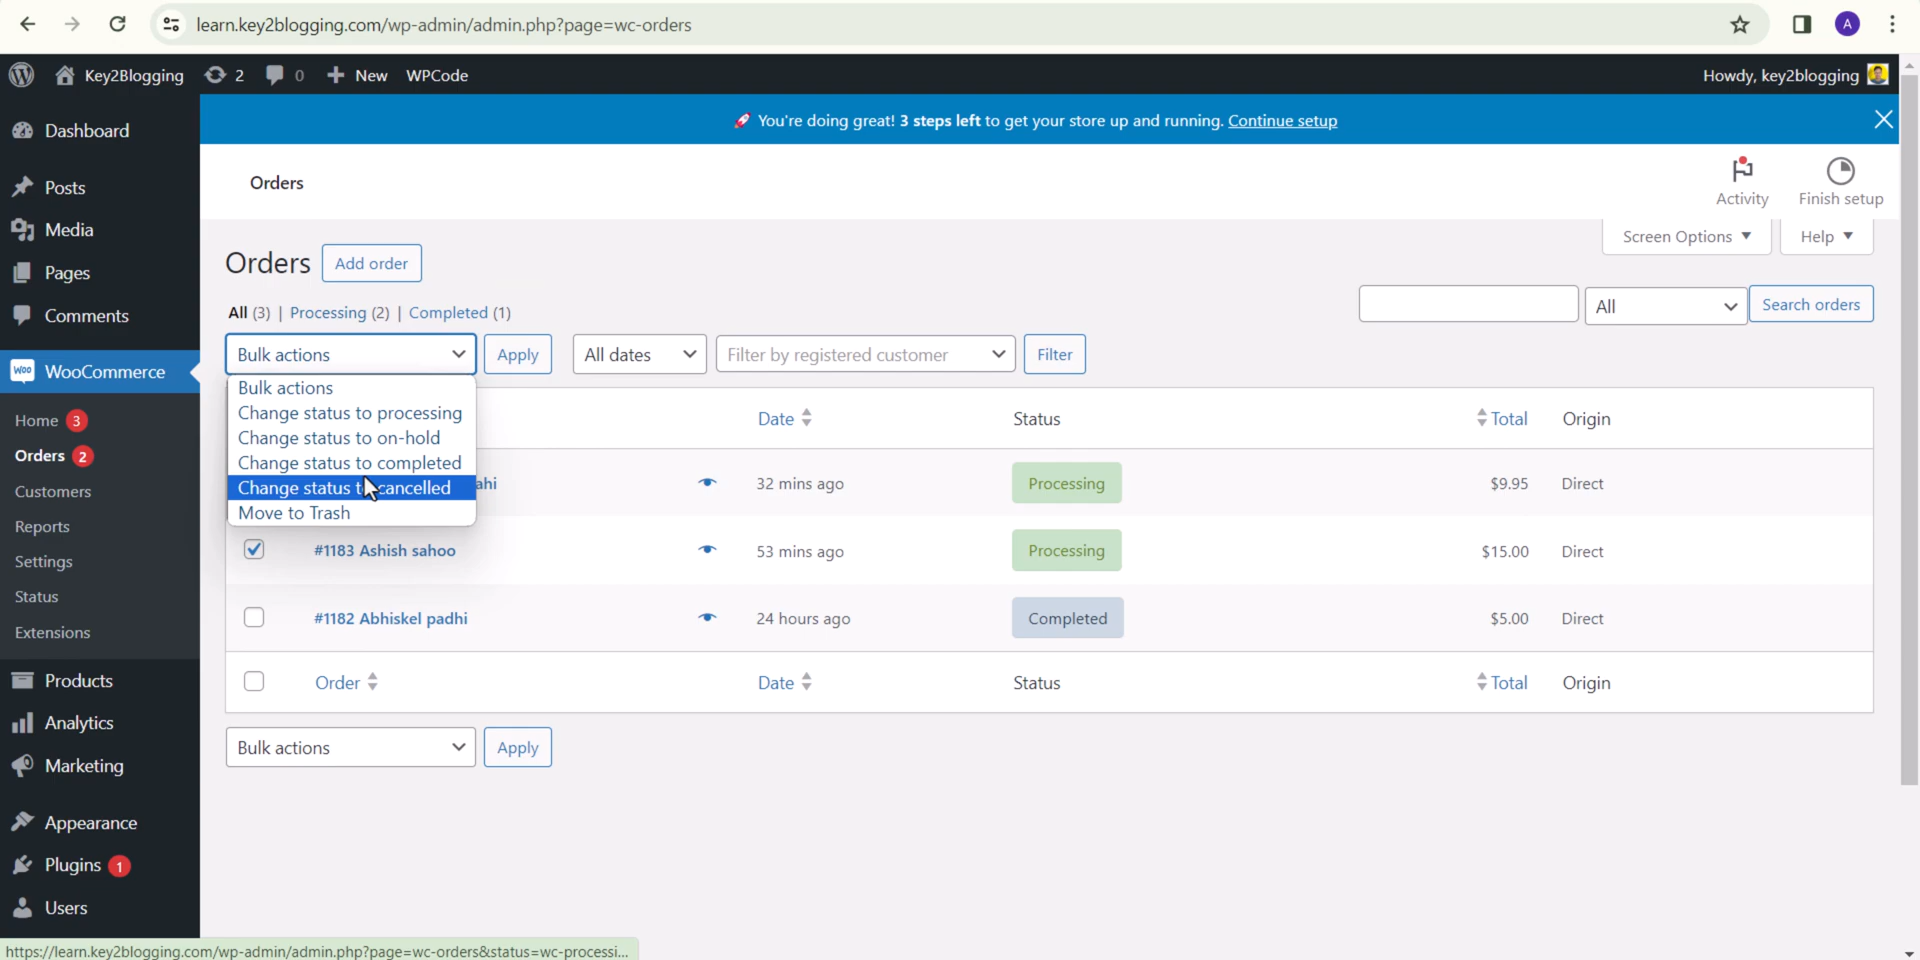 learn.key2blogging.com/wp-admin/admin.php?page=wc-orders
A
Key2Blogging 2 0 New WPCode Howdy, key2blogging
You're doing great! 3 steps left to get your store up and running. Continue setup
Dashboard
Posts
Media
Pages
Comments
WooCommerce
Home 3
Orders 2
Customers
Reports
Settings
Status
Extensions
Products
Analytics
Marketing
Appearance
Plugins 1
Users
Orders
Activity
Finish setup
Screen Options
Help
Orders
Add order
All (3) | Processing (2) | Completed (1)
All
Search orders
Bulk actions Apply All dates Filter by registered customer Filter
Bulk actions
Change status to processing
Change status to on-hold
Change status to completed
Change status cancelled
Move to Trash
Date Status Total Origin
ahi 32 mins ago Processing $9.95 Direct
#1183 Ashish sahoo 53 mins ago Processing $15.00 Direct
#1182 Abhiskel padhi 24 hours ago Completed $5.00 Direct
Order Date Status Total Origin
Bulk actions Apply
https://learn.key2blogging.com/wp-admin/admin.php?page=wc-orders&status=wc-processi...